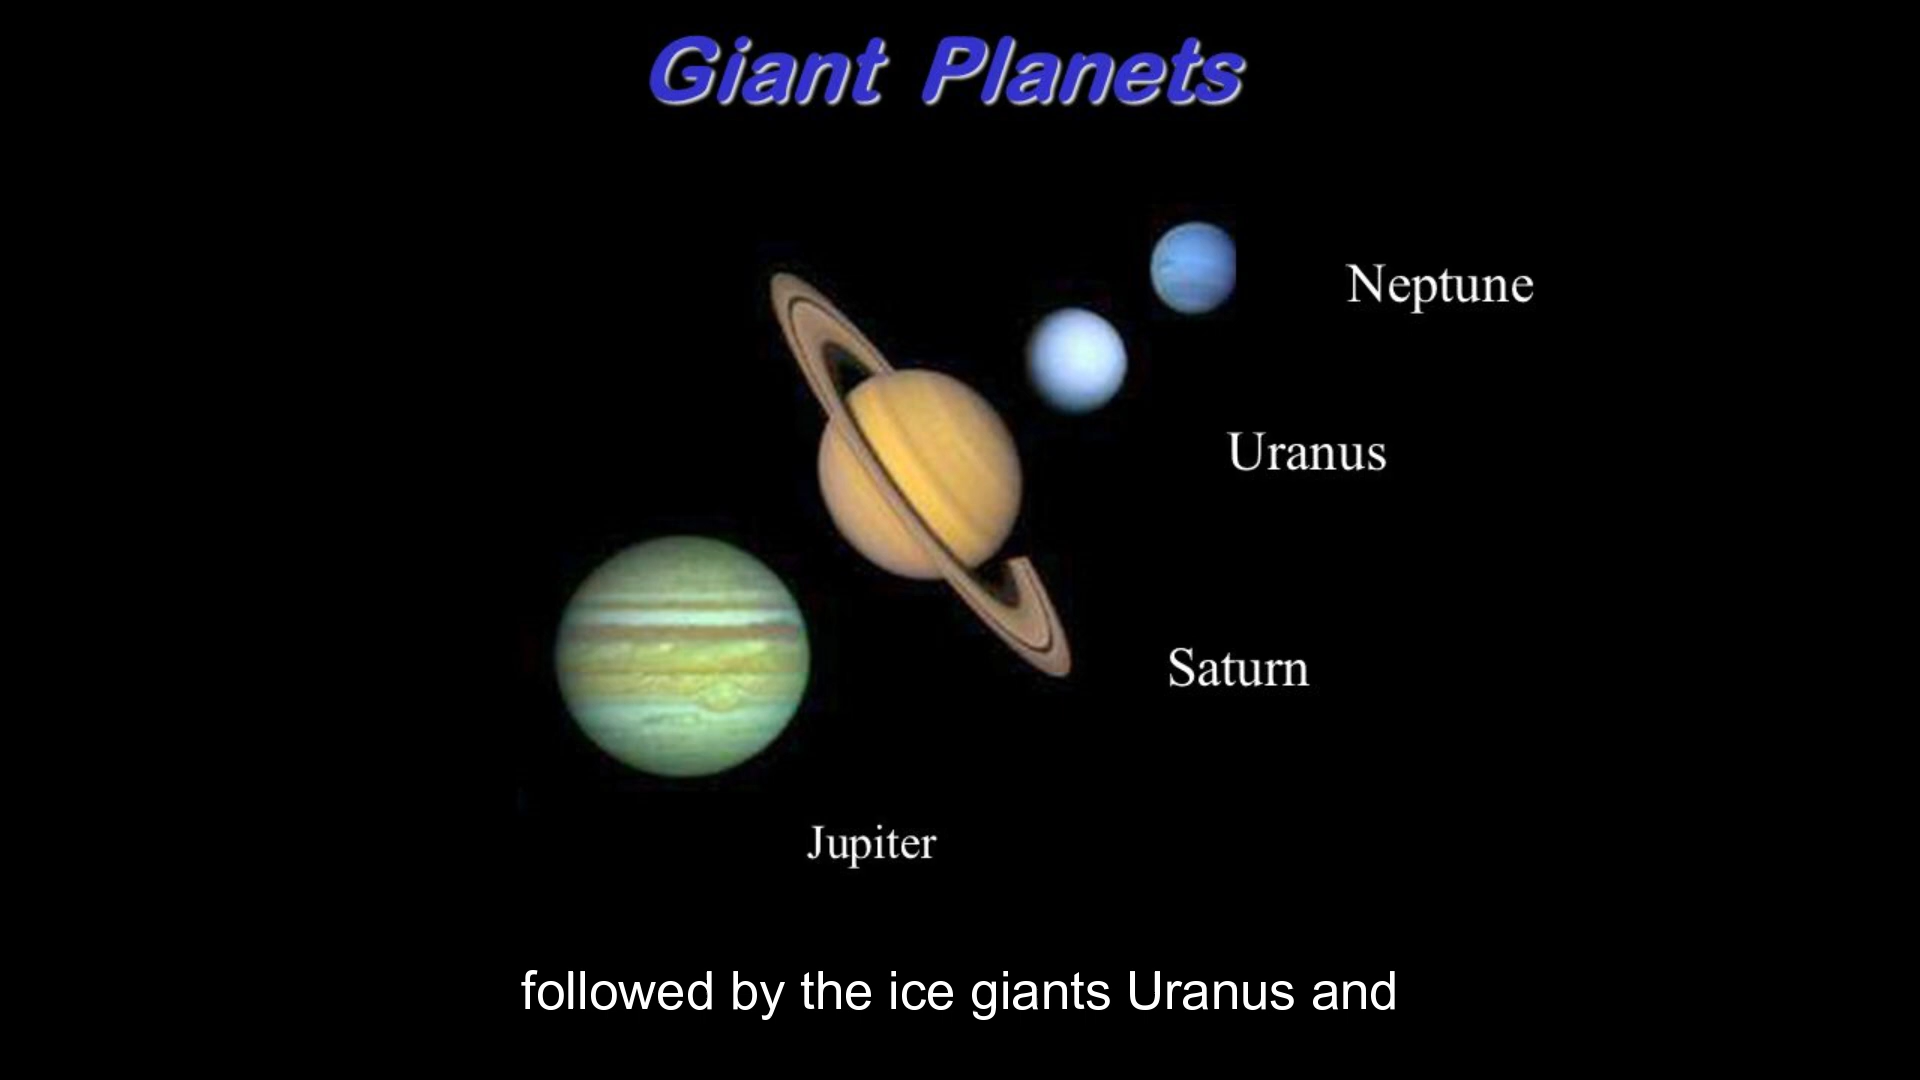 Giant Planets
Neptune
Uranus
Saturn
Jupiter
followed by the ice giants Uranus and